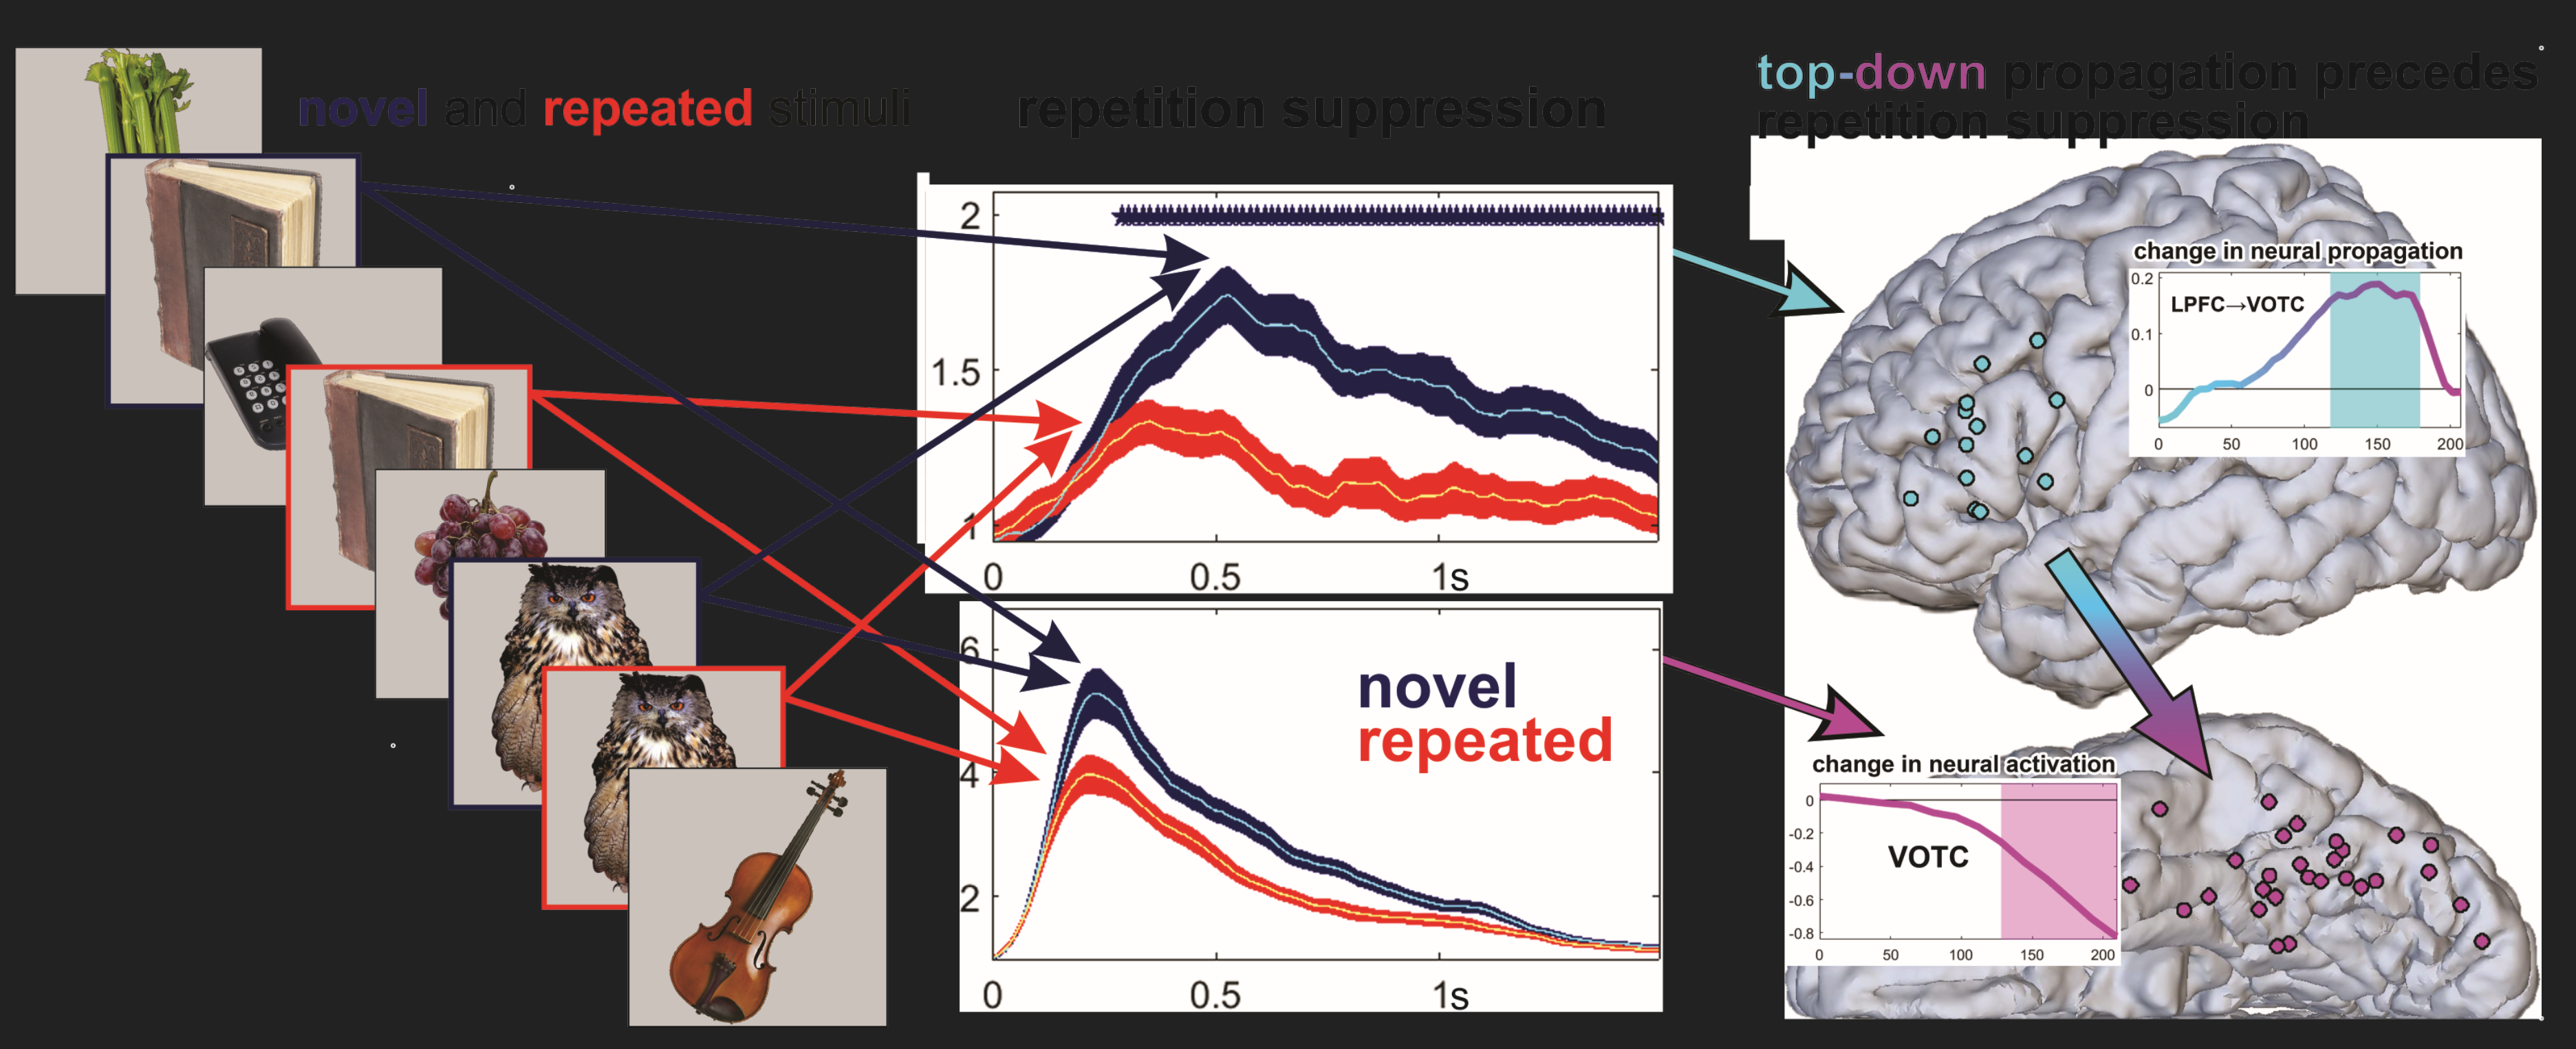 novel and repeated stimuli
repetition suppression
top-down propagation precedes
repetition suppression
2
1.5
1
0
0.5
1s
6
4
2
novel
repeated
0
0.5
1s
change in neural propagation
0.2
LPFC→VOTC
0.1
0
0
50
100
150
200
change in neural activation
0
-0.2
VOTC
-0.4
-0.6
-0.8
0
50
100
150
200